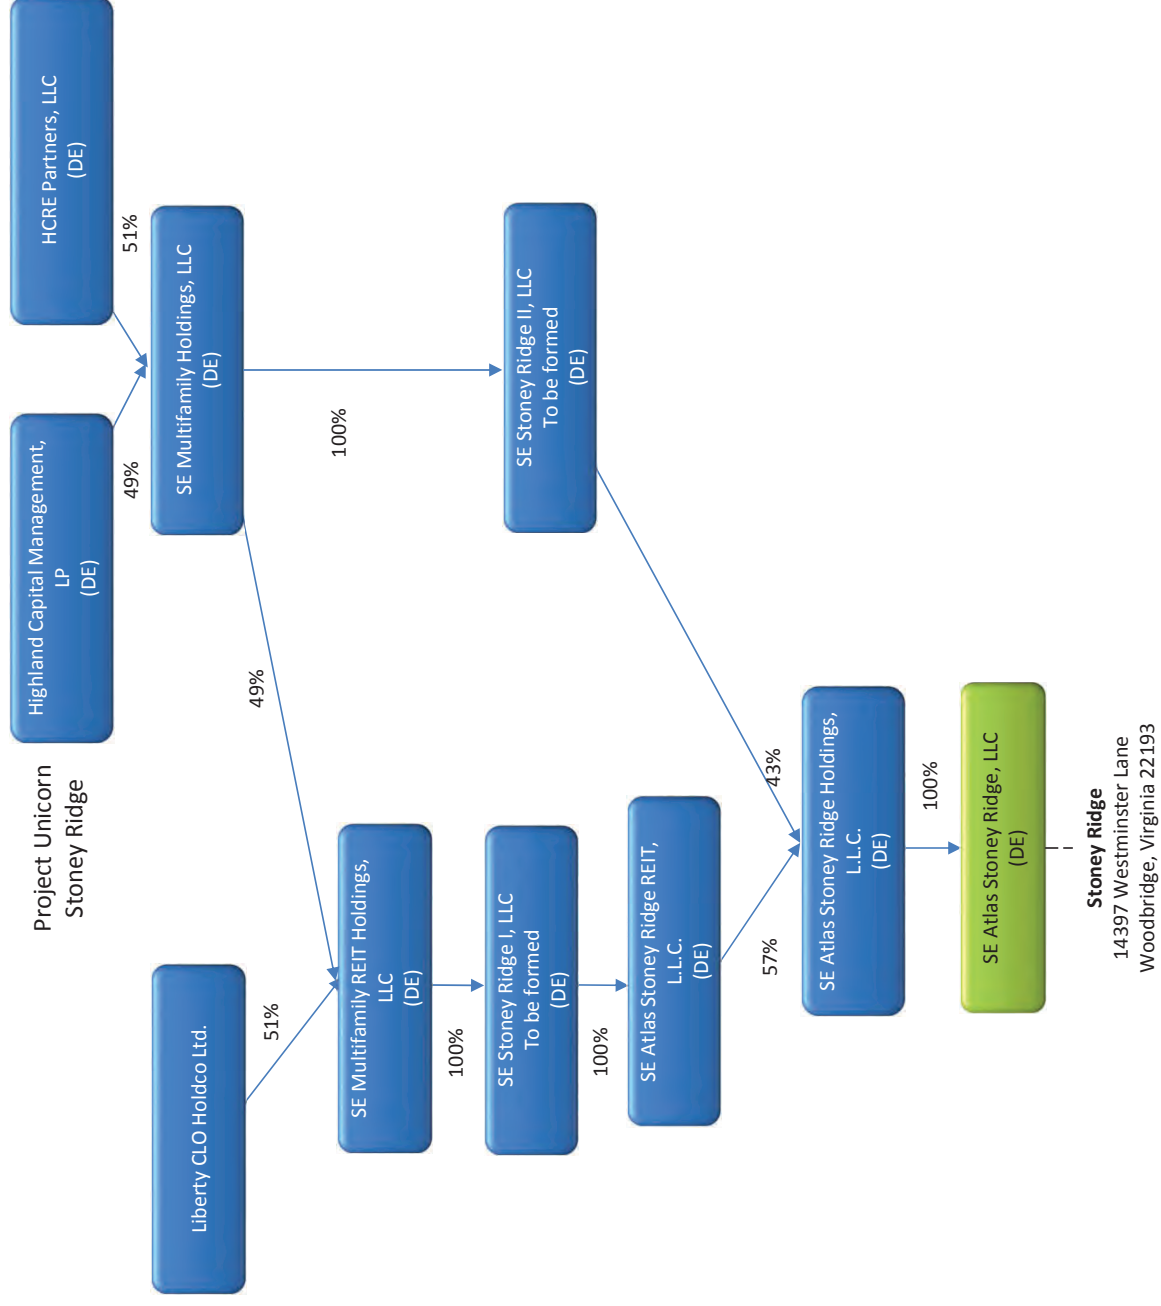 Project Unicorn
Stoney Ridge
Highland Capital Management,
LP
(DE)
HCRE Partners, LLC
(DE)
49%
51%
Liberty CLO Holdco Ltd.
SE Multifamily Holdings, LLC
(DE)
51%
49%
100%
SE Multifamily REIT Holdings,
LLC
(DE)
100%
SE Stoney Ridge I, LLC
To be formed
(DE)
SE Stoney Ridge II, LLC
To be formed
(DE)
100%
SE Atlas Stoney Ridge REIT,
L.L.C.
(DE)
57%
43%
SE Atlas Stoney Ridge Holdings,
L.L.C.
(DE)
100%
SE Atlas Stoney Ridge, LLC
(DE)
Stoney Ridge
14397 Westminster Lane
Woodbridge, Virginia 22193